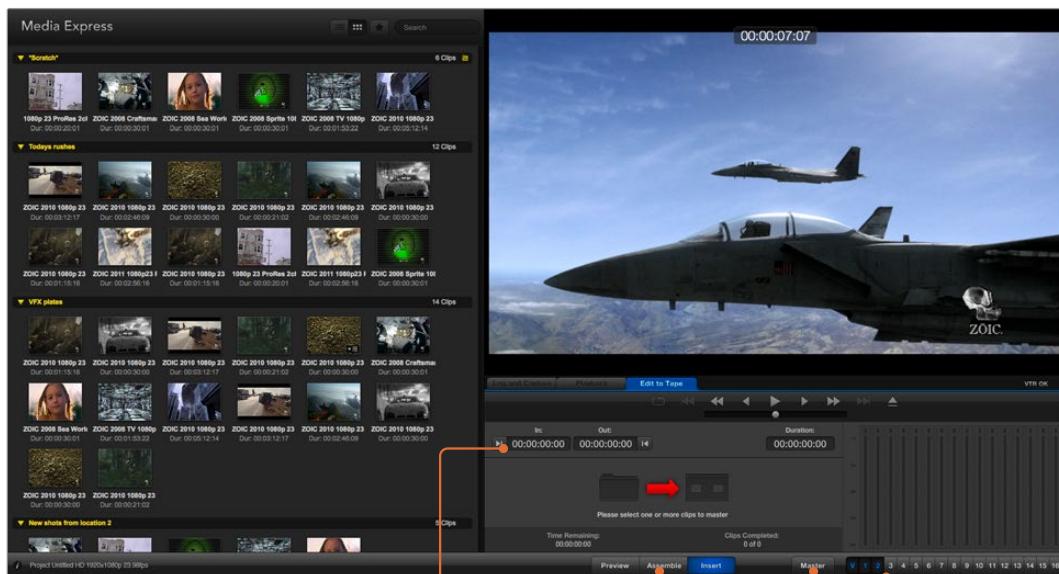 Media Express
Search
"Scratch"
6 Clips
1080p 23 ProRes 2cl ZOIC 2008 Craftsma ZOIC 2008 Sea Worl ZOIC 2008 Sprite 108 ZOIC 2008 TV 1080p ZOIC 2010 1080p 23
Dur: 00:00:20:01 Dur: 00:00:30:01 Dur: 00:00:30:01 Dur: 00:00:30:01 Dur: 00:01:53:22 Dur: 00:05:12:14
Todays rushes
12 Clips
ZOIC 2010 1080p 23 ZOIC 2010 1080p 23 ZOIC 2010 1080p 23 ZOIC 2010 1080p 23 ZOIC 2010 1080p 23 ZOIC 2010 1080p 23
Dur: 00:03:12:17 Dur: 00:02:46:09 Dur: 00:00:30:00 Dur: 00:00:21:02 Dur: 00:02:46:09 Dur: 00:00:30:00
ZOIC 2010 1080p 23 ZOIC 2011 1080p23 F ZOIC 2010 1080p 23 1080p 23 ProRes 2cl ZOIC 2011 1080p23 F ZOIC 2008 Sprite 108
Dur: 00:01:15:16 Dur: 00:02:56:16 Dur: 00:01:15:16 Dur: 00:00:20:01 Dur: 00:02:56:16 Dur: 00:00:30:01
VFX plates
14 Clips
ZOIC 2010 1080p 23 ZOIC 2010 1080p 23 ZOIC 2010 1080p 23 ZOIC 2010 1080p 23 ZOIC 2010 1080p 23 ZOIC 2008 Craftsma
Dur: 00:01:15:16 Dur: 00:00:30:00 Dur: 00:03:12:17 Dur: 00:00:21:02 Dur: 00:00:30:00 Dur: 00:00:30:01
ZOIC 2008 Sea Worl ZOIC 2008 TV 1080p ZOIC 2010 1080p 23 ZOIC 2010 1080p 23 ZOIC 2010 1080p 23 ZOIC 2010 1080p 23
Dur: 00:00:30:01 Dur: 00:01:53:22 Dur: 00:05:12:14 Dur: 00:03:12:17 Dur: 00:02:46:09 Dur: 00:00:30:00
ZOIC 2010 1080p 23 ZOIC 2010 1080p 23
Dur: 00:00:30:00 Dur: 00:00:21:02
New shots from location 2
5 Clips
Project Untitled HD 1920x1080p 23.98fps
00:00:07:07
ZOIC.
Log and Capture Playback Edit to Tape
VTR OK
In: Out: Duration:
00:00:00:00 00:00:00:00 00:00:00:00
Please select one or more clips to master
Time Remaining: Clips Completed:
00:00:00:00 0 of 0
Preview Assemble Insert Master
V 1 2 3 4 5 6 7 8 9 10 11 12 13 14 15 16